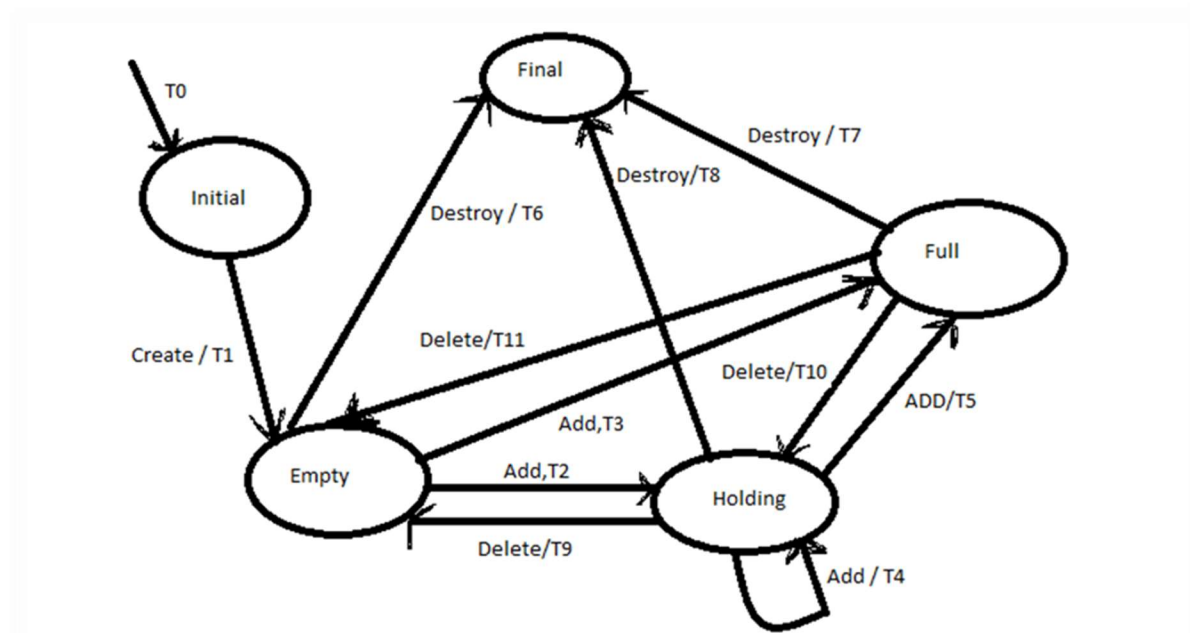 Final
T0
Destroy / T7
Destroy/T8
Initial
Destroy / T6
Full
Delete/T11
Create / T1
Delete/T10
ADD/T5
Add,T3
Add,T2
Empty
Holding
Delete/T9
Add / T4